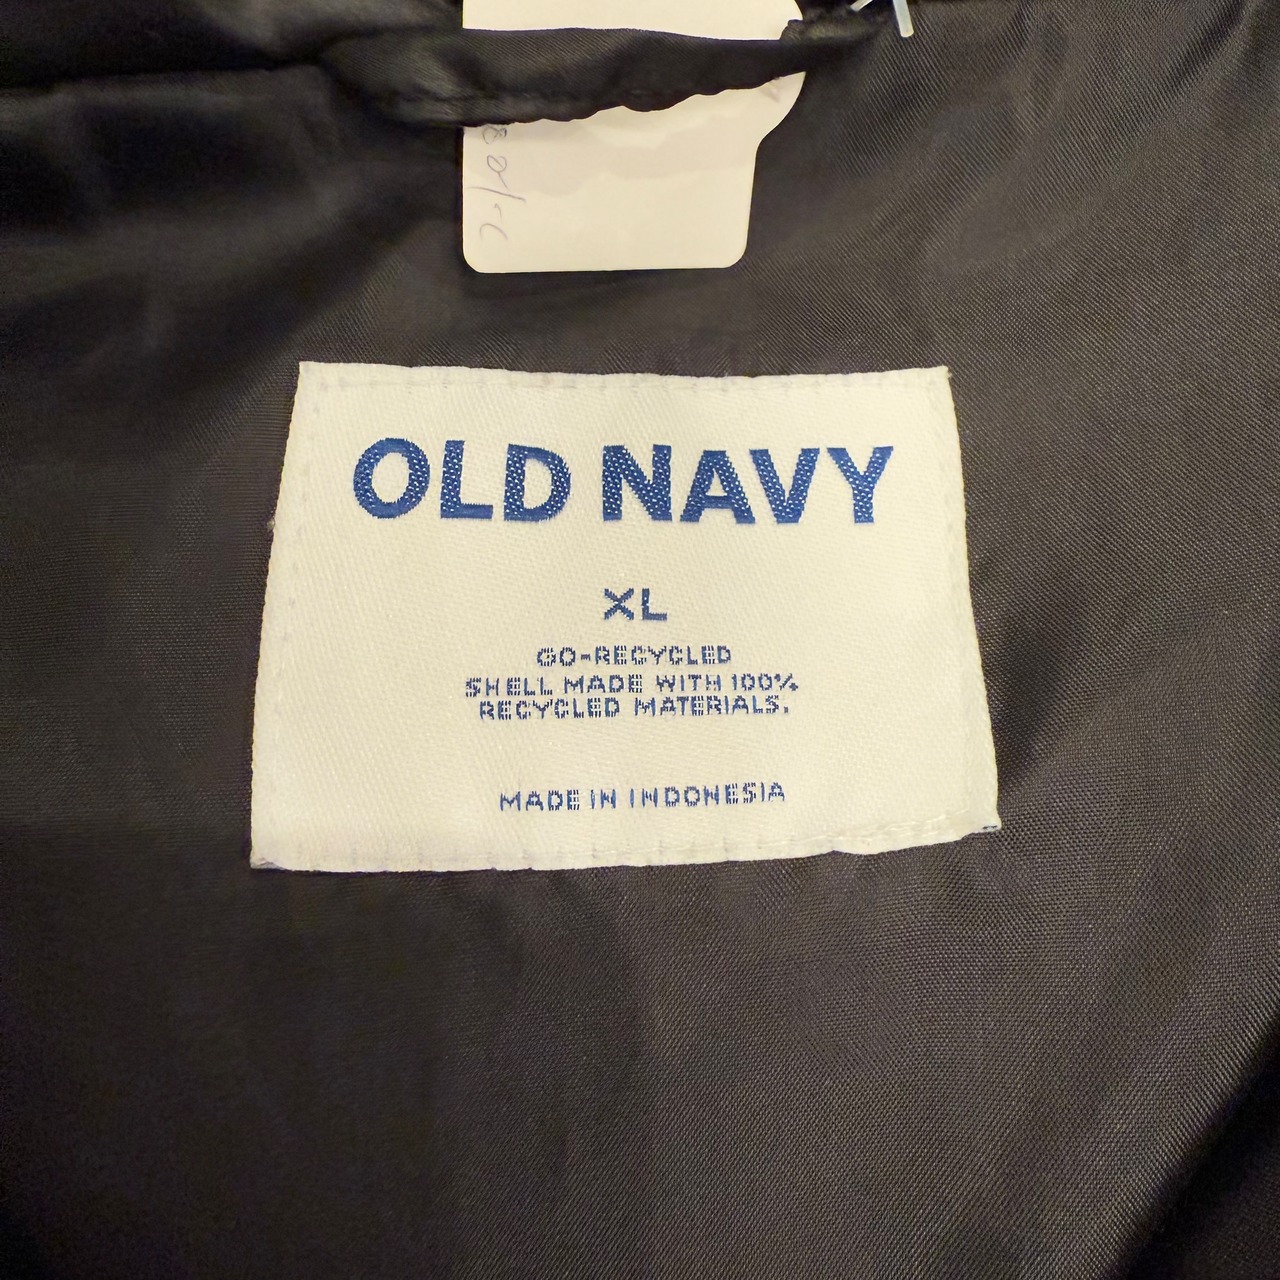 OLD NAVY
XL
GO-RECYCLED
SHELL MADE WITH 100%
RECYCLED MATERIALS.
MADE IN INDONESIA